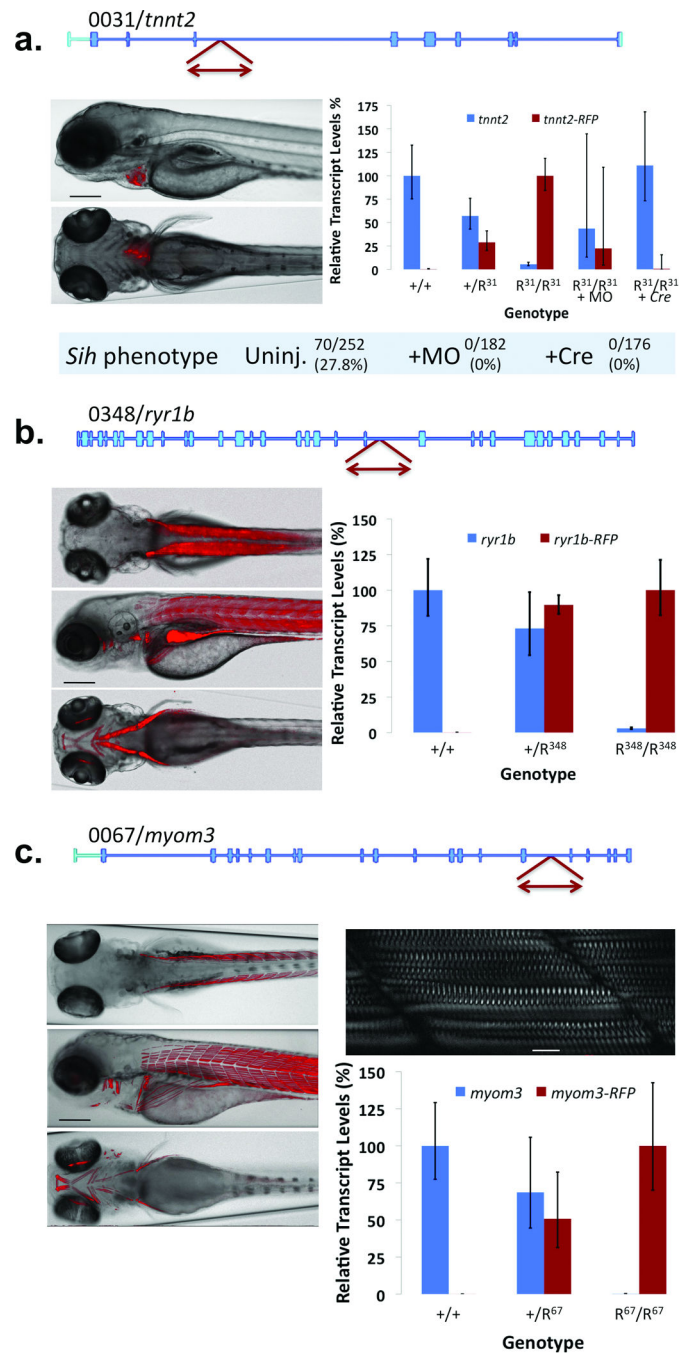 a.
0031/tnnt2
Relative Transcript Levels %
175
150
125
100
75
50
25
0
tnnt2
tnnt2-RFP
+/+
+/R³¹
R³¹/R³¹
R³¹/R³¹ + MO
R³¹/R³¹ + Cre
Genotype
Sih phenotype Uninj. 70/252 (27.8%) +MO 0/182 (0%) +Cre 0/176 (0%)
b.
0348/ryr1b
Relative Transcript Levels (%)
150
125
100
75
50
25
0
ryr1b
ryr1b-RFP
+/+
+/R³⁴⁸
R³⁴⁸/R³⁴⁸
Genotype
c.
0067/myom3
Relative Transcript Levels (%)
150
125
100
75
50
25
0
myom3
myom3-RFP
+/+
+/R⁶⁷
R⁶⁷/R⁶⁷
Genotype